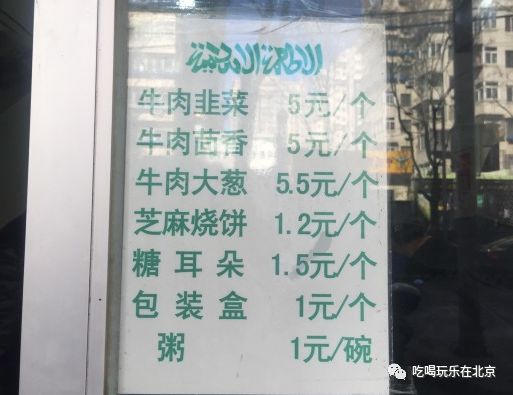 牛肉韭菜 5元/个
牛肉茴香 5元/个
牛肉大葱 5.5元/个
芝麻烧饼 1.2元/个
糖耳朵 1.5元/个
包装盒 1元/个
粥 1元/碗
吃喝玩乐在北京